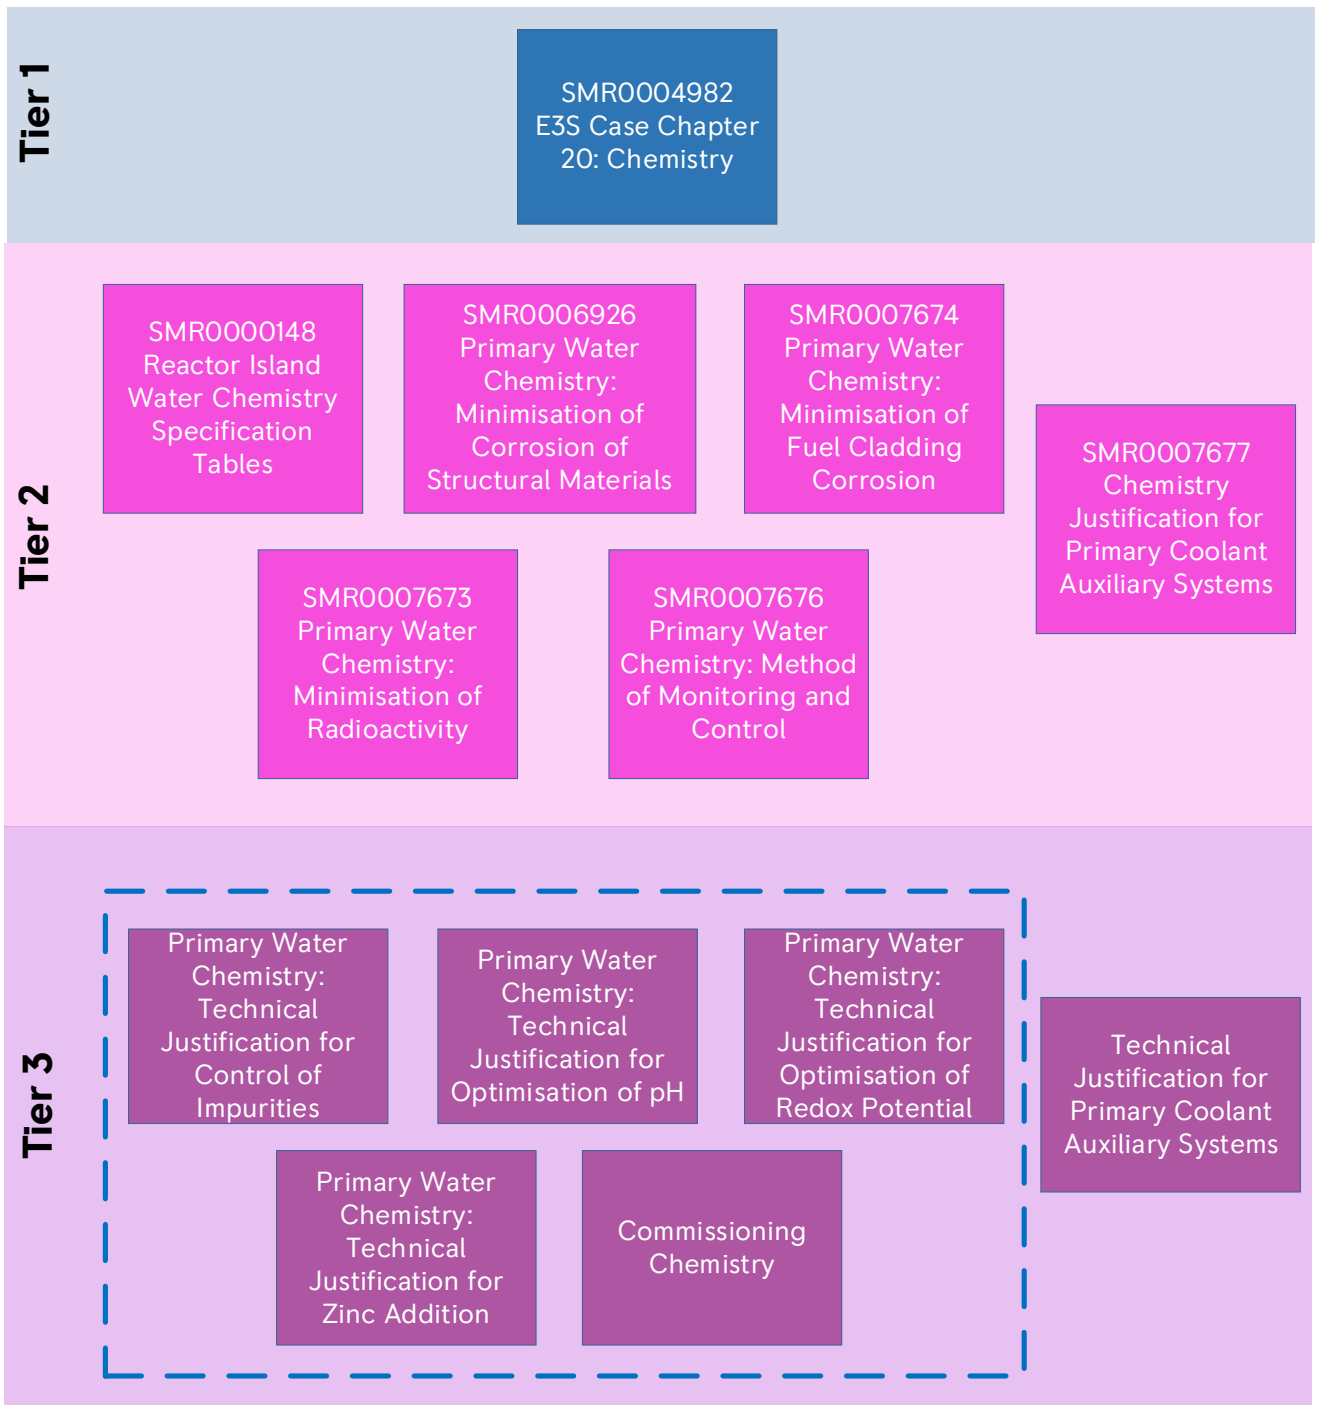 Tier 1
SMR0004982
E3S Case Chapter
20: Chemistry
Tier 2
SMR0000148
Reactor Island
Water Chemistry
Specification
Tables
SMR0006926
Primary Water
Chemistry:
Minimisation of
Corrosion of
Structural Materials
SMR0007674
Primary Water
Chemistry:
Minimisation of
Fuel Cladding
Corrosion
SMR0007677
Chemistry
Justification for
Primary Coolant
Auxiliary Systems
SMR0007673
Primary Water
Chemistry:
Minimisation of
Radioactivity
SMR0007676
Primary Water
Chemistry: Method
of Monitoring and
Control
Tier 3
Primary Water
Chemistry:
Technical
Justification for
Control of
Impurities
Primary Water
Chemistry:
Technical
Justification for
Optimisation of pH
Primary Water
Chemistry:
Technical
Justification for
Optimisation of
Redox Potential
Technical
Justification for
Primary Coolant
Auxiliary Systems
Primary Water
Chemistry:
Technical
Justification for
Zinc Addition
Commissioning
Chemistry